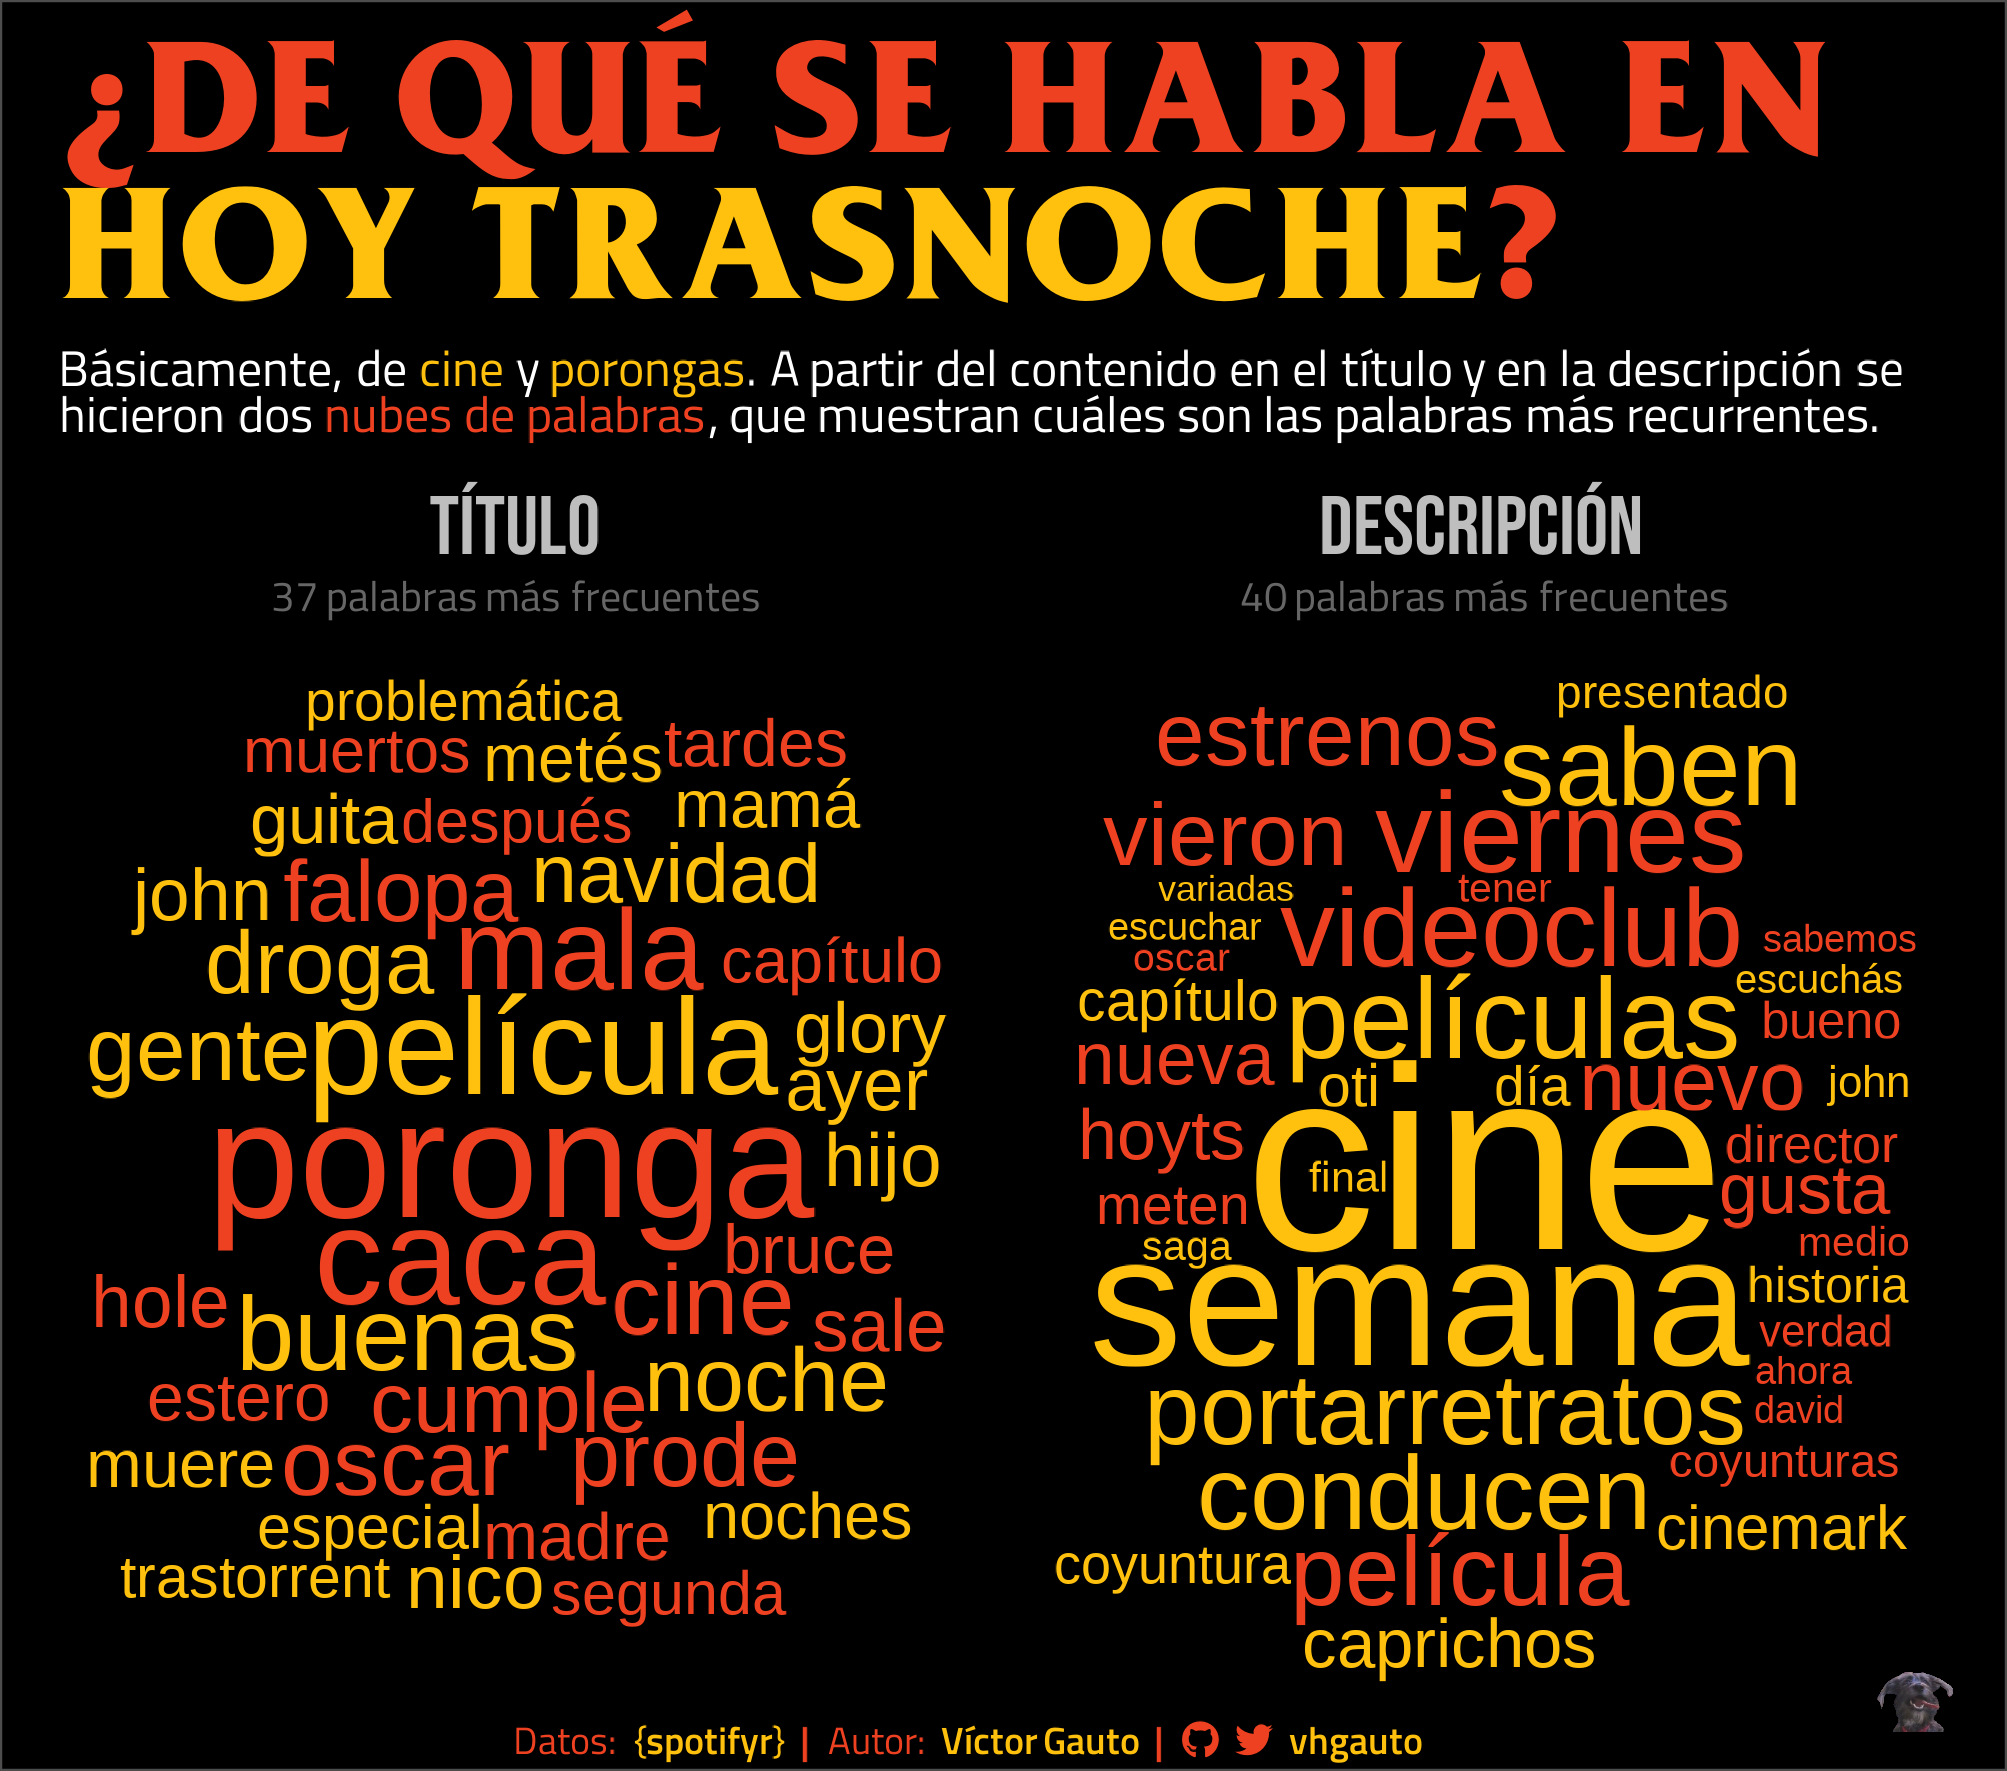 ¿DE QUÉ SE HABLA EN
HOY TRASNOCHE?
Básicamente, de cine y porongas. A partir del contenido en el título y en la descripción se
hicieron dos nubes de palabras, que muestran cuáles son las palabras más recurrentes.
TÍTULO
37 palabras más frecuentes
problemática
muertos metés tardes
guita después mamá
john falopa navidad
droga mala capítulo
gente película glory
ayer
poronga hijo
caca bruce
hole buenas cine sale
estero cumple noche
muere oscar prode
especial madre noches
trastorrent nico segunda
DESCRIPCIÓN
40 palabras más frecuentes
presentado
estrenos saben
vieron viernes
variadas tener
escuchar videoclub sabemos
oscar escuchás
capítulo películas bueno
nueva oti día nuevo john
hoyts cine director
final gusta
meten medio
saga semana historia
verdad
ahora
portarretratos david
coyunturas
conducen cinemark
coyuntura película
caprichos
Datos: {spotifyr} | Autor: Víctor Gauto | vhgauto